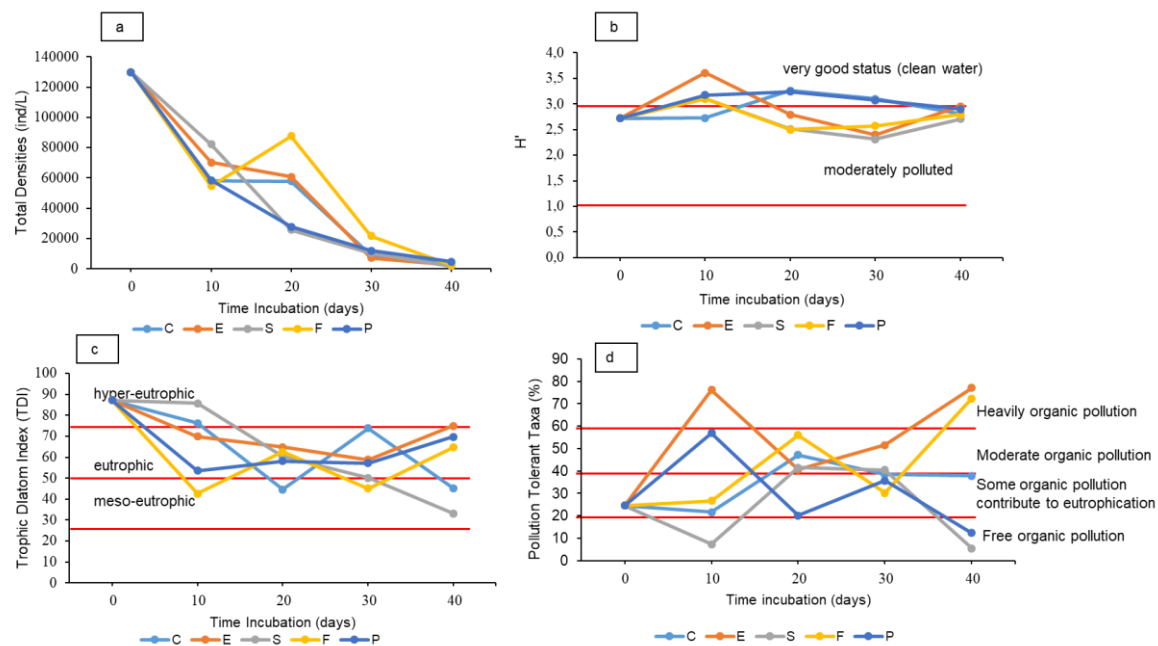 a
140000
120000
100000
80000
60000
40000
20000
0
Total Densities (ind/L)
0 10 20 30 40
Time Incubation (days)
C E S F P
b
4,0
3,5
3,0
2,5
2,0
1,5
1,0
0,5
0,0
H'
very good status (clean water)
moderately polluted
0 10 20 30 40
Time incubation (days)
C E S F P
c
100
90
80
70
60
50
40
30
20
10
0
Trophic DIatom Index (TDI)
hyper-eutrophic
eutrophic
meso-eutrophic
0 10 20 30 40
Time Incubation (days)
C E S F P
d
90
80
70
60
50
40
30
20
10
0
Pollution Tolerant Taxa (%)
Heavily organic pollution
Moderate organic pollution
Some organic pollution
contribute to eutrophication
Free organic pollution
0 10 20 30 40
Time incubation (days)
C E S F P